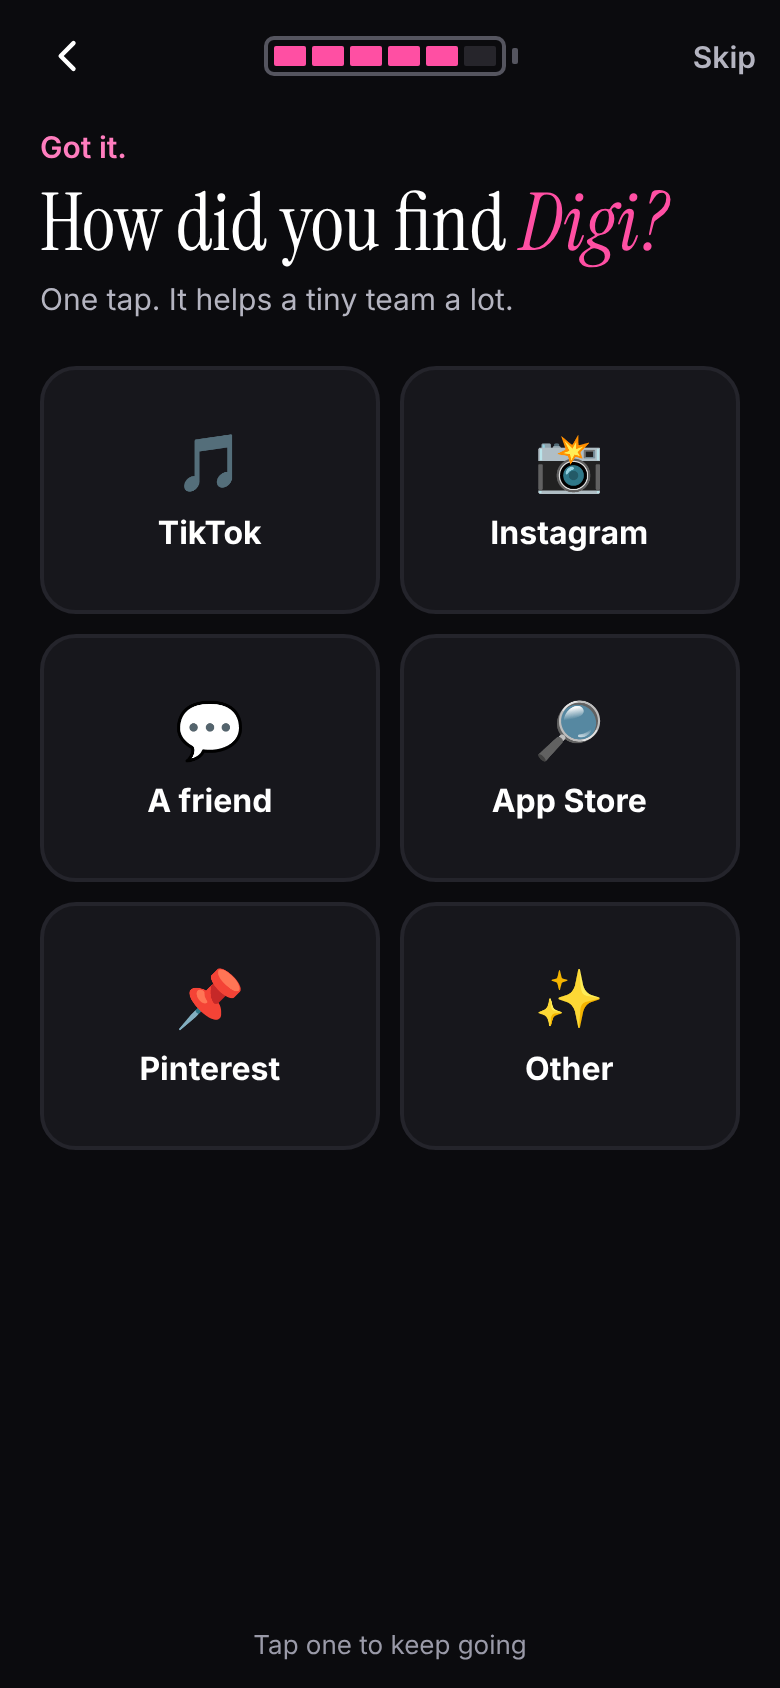 Skip
Got it.
How did you find Digi?
One tap. It helps a tiny team a lot.
TikTok
Instagram
A friend
App Store
Pinterest
Other
Tap one to keep going